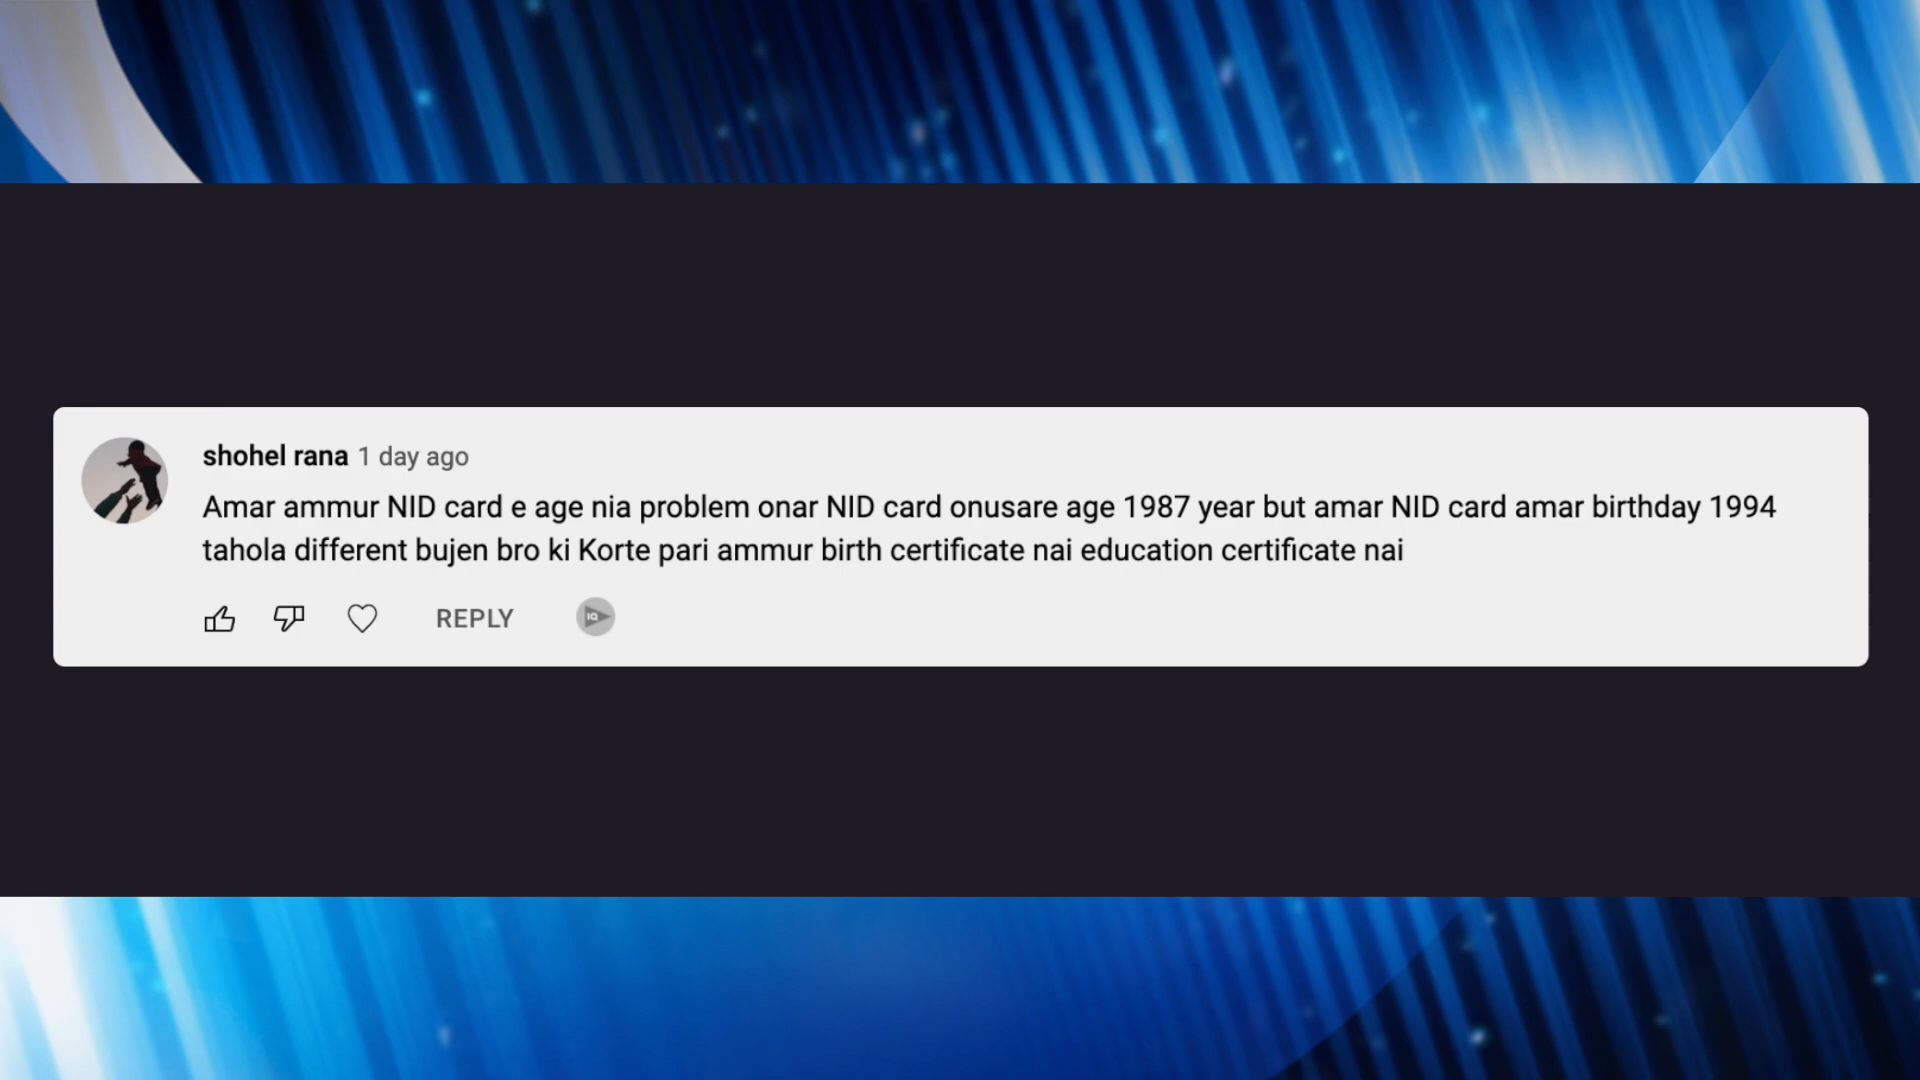 shohel rana 1 day ago
Amar ammur NID card e age nia problem onar NID card onusare age 1987 year but amar NID card amar birthday 1994
tahola different bujen bro ki Korte pari ammur birth certificate nai education certificate nai
REPLY
IQ